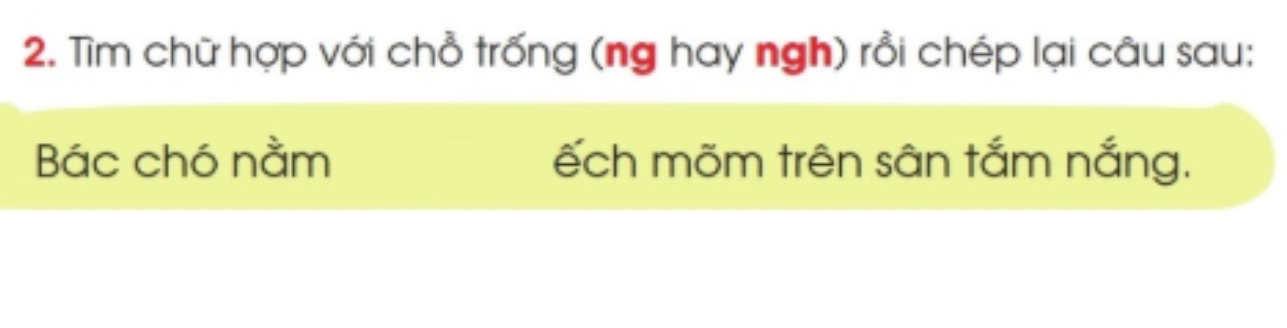 2. Tìm chữ hợp với chỗ trống (ng hay ngh) rồi chép lại câu sau:
Bác chó nằm ếch mõm trên sân tắm nắng.